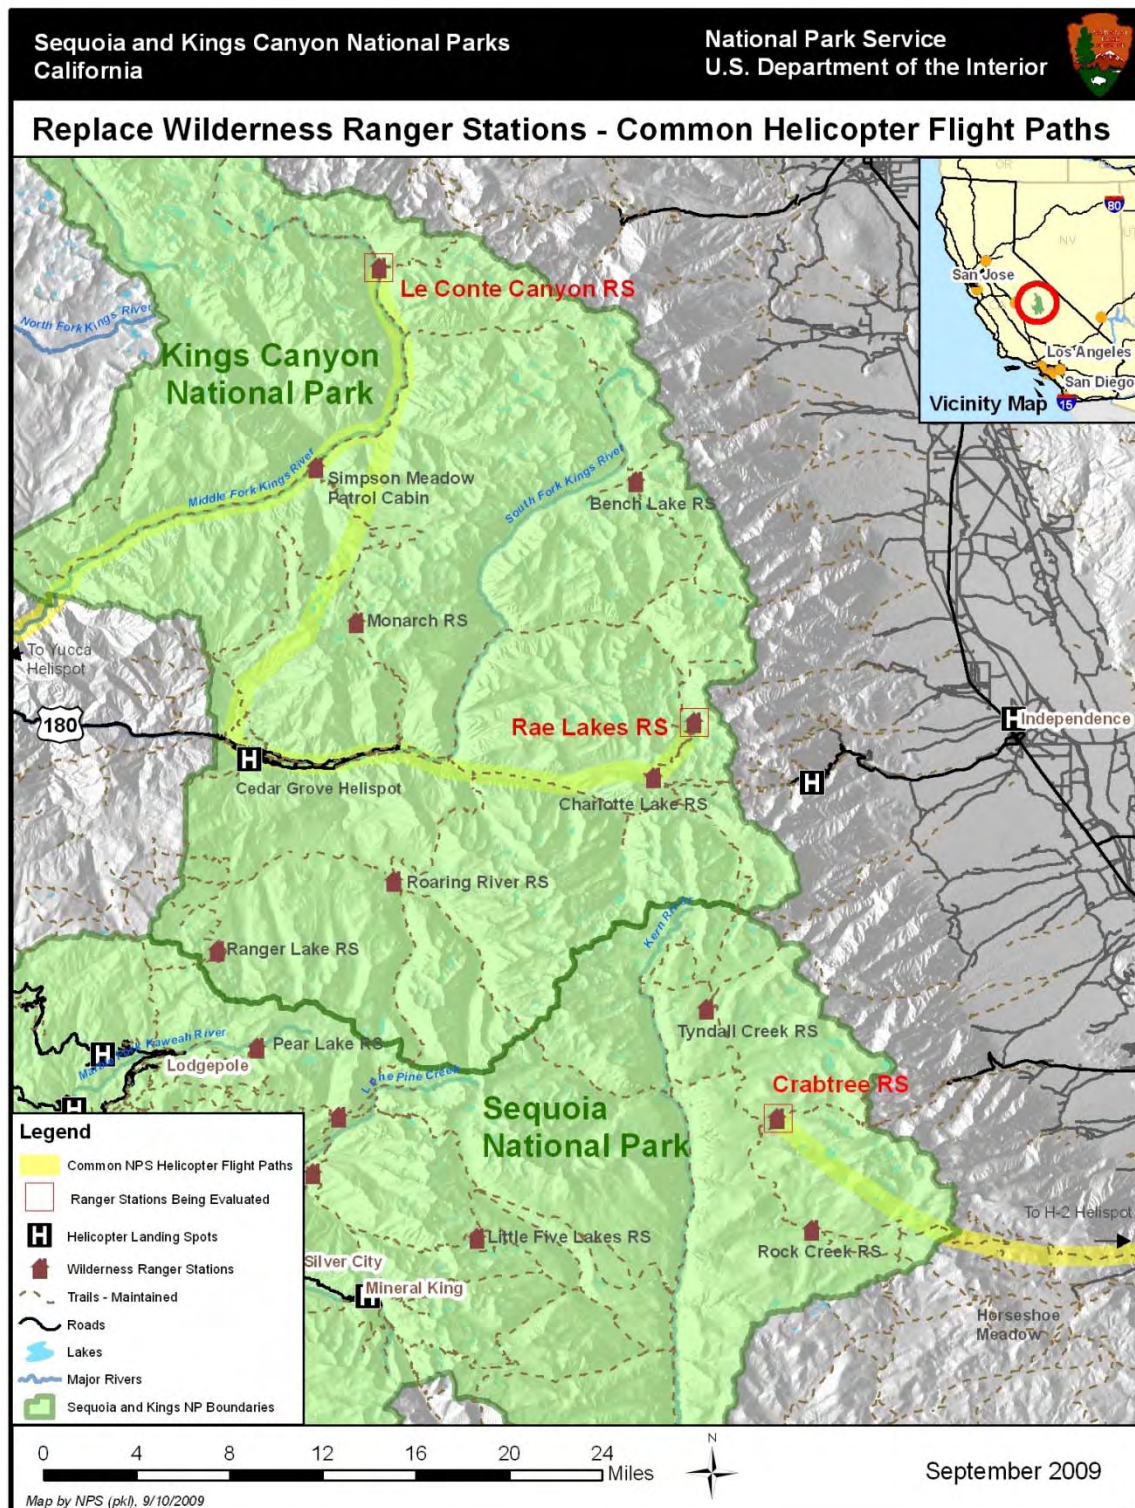 Sequoia and Kings Canyon National Parks
California
National Park Service
U.S. Department of the Interior
Replace Wilderness Ranger Stations - Common Helicopter Flight Paths
OR
80
NV
UT
San Jose
Los Angeles
San Diego
Vicinity Map
15
Le Conte Canyon RS
North Fork Kings River
Kings Canyon
National Park
Middle Fork Kings River
Simpson Meadow
Patrol Cabin
South Fork Kings River
Bench Lake RS
Monarch RS
To Yucca
Helispot
180
Rae Lakes RS
H
Independence
H
Cedar Grove Helispot
H
Charlotte Lake RS
Roaring River RS
Kern River
Ranger Lake RS
Tyndall Creek RS
H
Kaweah River
Pear Lake RS
Lodgepole
Lone Pine Creek
Crabtree RS
H
Sequoia
National Park
To H-2 Helispot
Little Five Lakes RS
Rock Creek RS
Silver City
Mineral King
H
Horseshoe
Meadow
Legend
Common NPS Helicopter Flight Paths
Ranger Stations Being Evaluated
H
Helicopter Landing Spots
Wilderness Ranger Stations
Trails - Maintained
Roads
Lakes
Major Rivers
Sequoia and Kings NP Boundaries
0 4 8 12 16 20 24
Miles
N
September 2009
Map by NPS (pkl), 9/10/2009